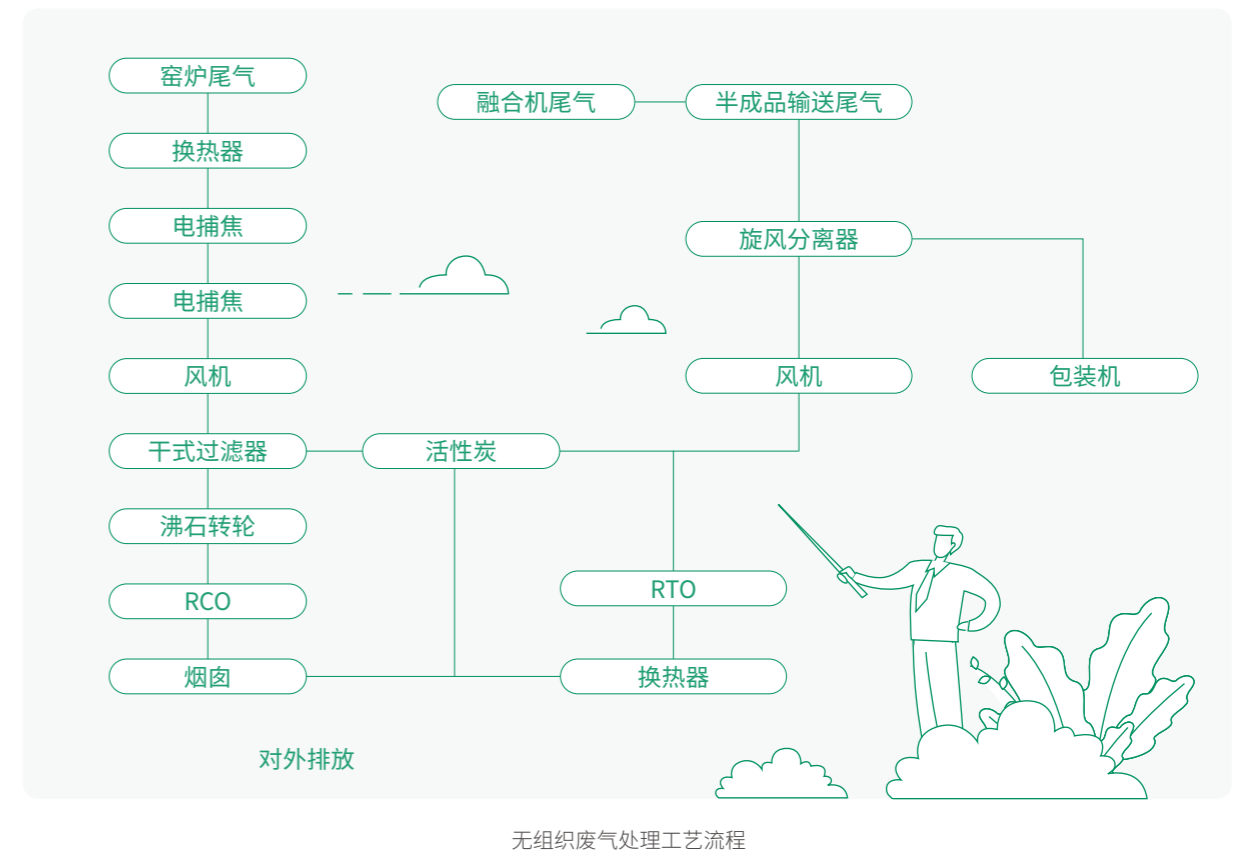 窑炉尾气
换热器
电捕焦
电捕焦
风机
干式过滤器
沸石转轮
RCO
烟囱
融合机尾气
半成品输送尾气
旋风分离器
风机
包装机
活性炭
RTO
换热器
对外排放
无组织废气处理工艺流程